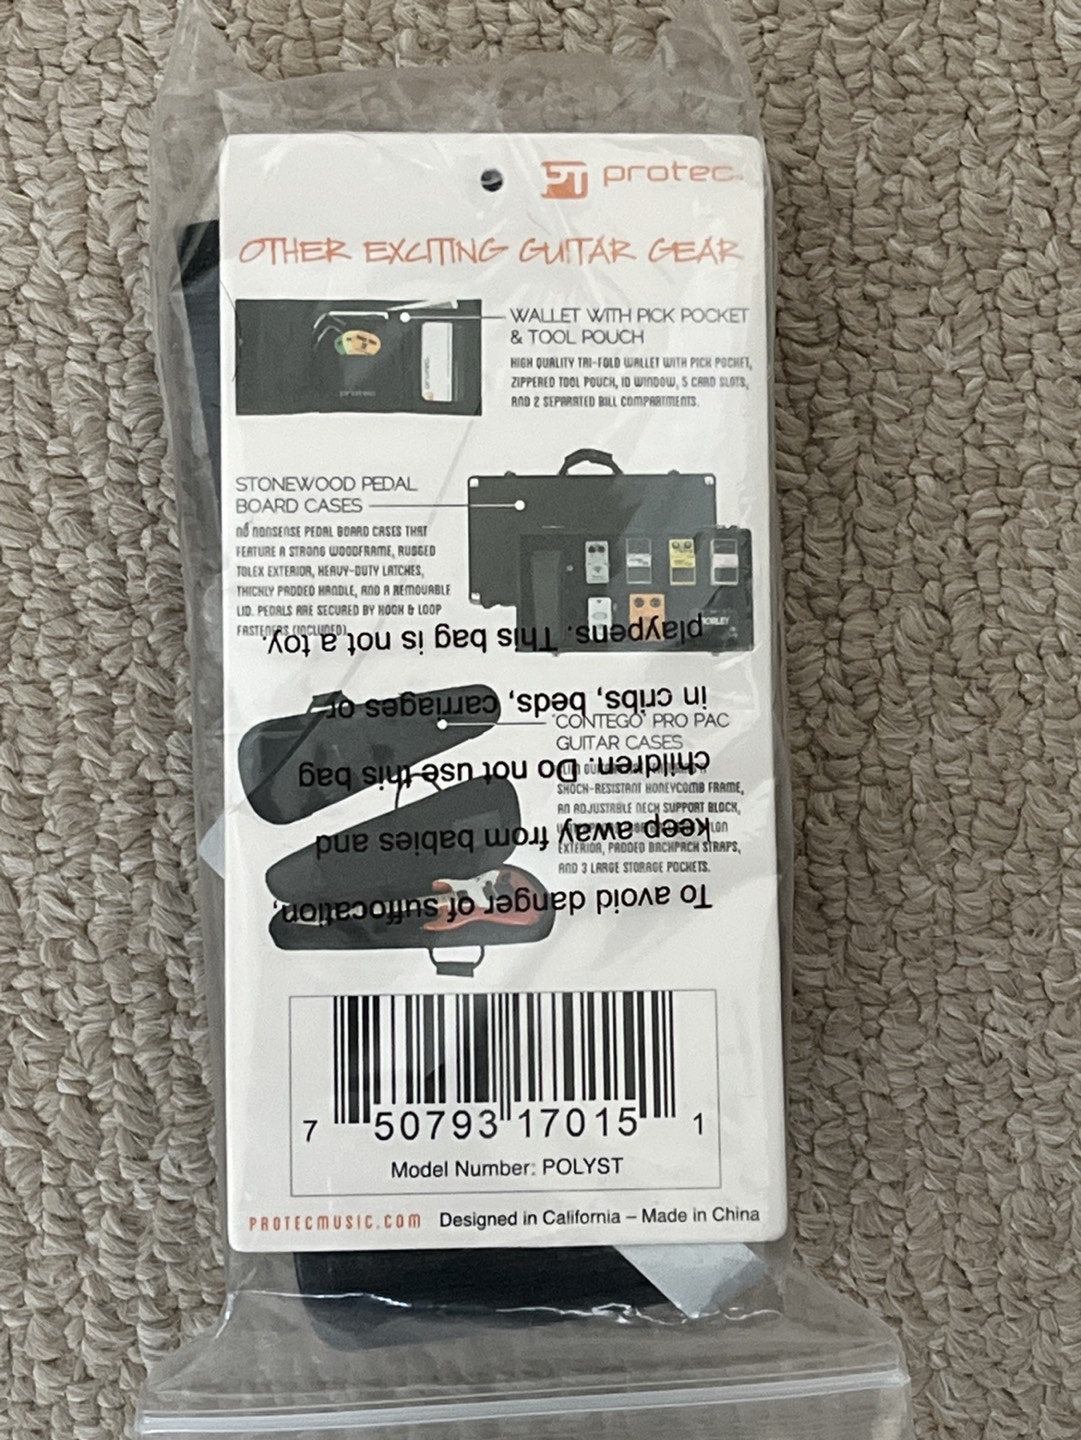 PT protec
OTHER EXCITING GUITAR GEAR
WALLET WITH PICK POCKET
& TOOL POUCH
HIGH QUALITY TRI-FOLD WALLET WITH PICK POCKET,
ZIPPERED TOOL POUCH, ID WINDOW, 5 CARD SLOTS,
AND 2 SEPARATED BILL COMPARTMENTS.
protec
STONEWOOD PEDAL
BOARD CASES
NO NONSENSE PEDAL BOARD CASES THAT
FEATURE A STRONG WOODFRAME, RUGGED
TOLEX EXTERIOR, HEAVY-DUTY LATCHES,
THICKLY PADDED HANDLE, AND A REMOVABLE
LID. PEDALS ARE SECURED BY HOOK & LOOP
FASTENERS (INCLUDED).
MORLEY
CONTEGO PRO PAC
GUITAR CASES
SHOCK-RESISTANT HONEYCOMB FRAME,
AN ADJUSTABLE NECK SUPPORT BLOCK,
EXTERIOR, PADDED BACKPACK STRAPS,
AND 3 LARGE STORAGE POCKETS.
To avoid danger of suffocation,
keep away from babies and
children. Do not use this bag
in cribs, beds, carriages or
playpens. This bag is not a toy.
7 50793 17015 1
Model Number: POLYST
PROTECMUSIC.COM Designed in California – Made in China